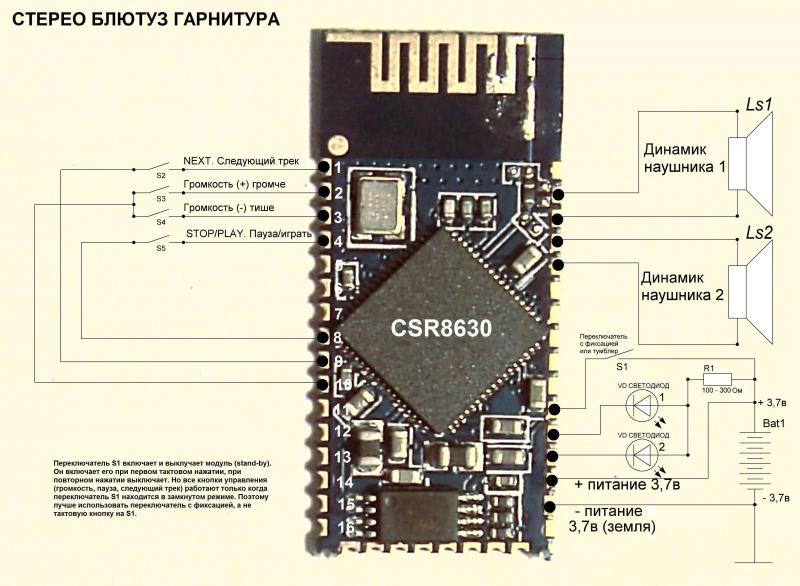 СТЕРЕО БЛЮТУЗ ГАРНИТУРА
NEXT. Следующий трек
S2
Громкость (+) громче
S3
Громкость (-) тише
S4
STOP/PLAY. Пауза/играть
S5
1
2
3
4
5
6
7
8
9
10
11
12
13
14
15
16
CSR8630
Ls1
Динамик
наушника 1
Ls2
Динамик
наушника 2
Переключатель
с фиксацией
или тумблер
S1
R1
100 - 300 Ом
VD СВЕТОДИОД
1
VD СВЕТОДИОД
2
+ 3,7в
Bat1
- 3,7в
+ питание 3,7в
- питание
3,7в (земля)
Переключатель S1 включает и выключает модуль (stand-by).
Он включает его при первом тактовом нажатии, при
повторном нажатии выключает. Но все кнопки управления
(громкость, пауза, следующий трек) работают только когда
переключатель S1 находится в замкнутом режиме. Поэтому
лучше использовать переключатель с фиксацией, а не
тактовую кнопку на S1.